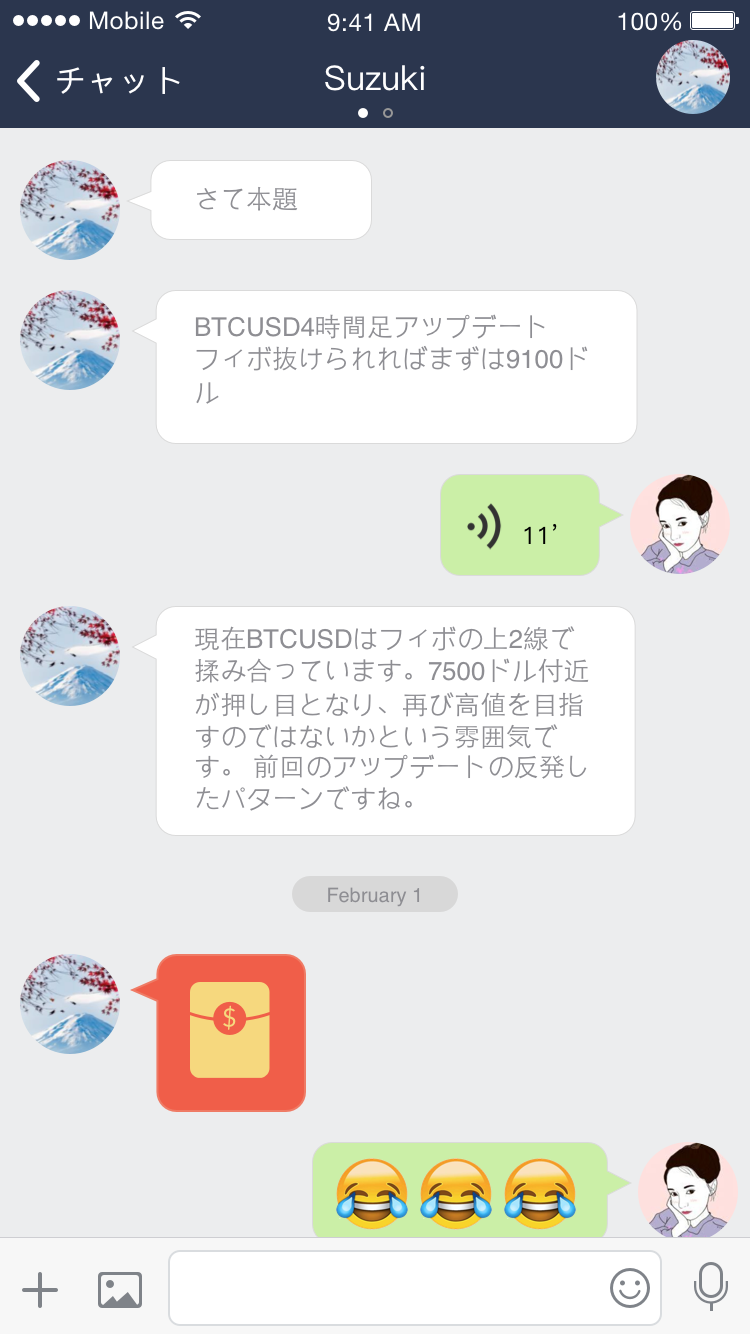 Mobile 9:41 AM 100%
チャット Suzuki
さて本題
BTCUSD4時間足アップデート
フィボ抜けられればまずは9100ド
ル
11’
現在BTCUSDはフィボの上2線で
揉み合っています。7500ドル付近
が押し目となり、再び高値を目指
すのではないかという雰囲気で
す。 前回のアップデートの反発し
たパターンですね。
February 1
$